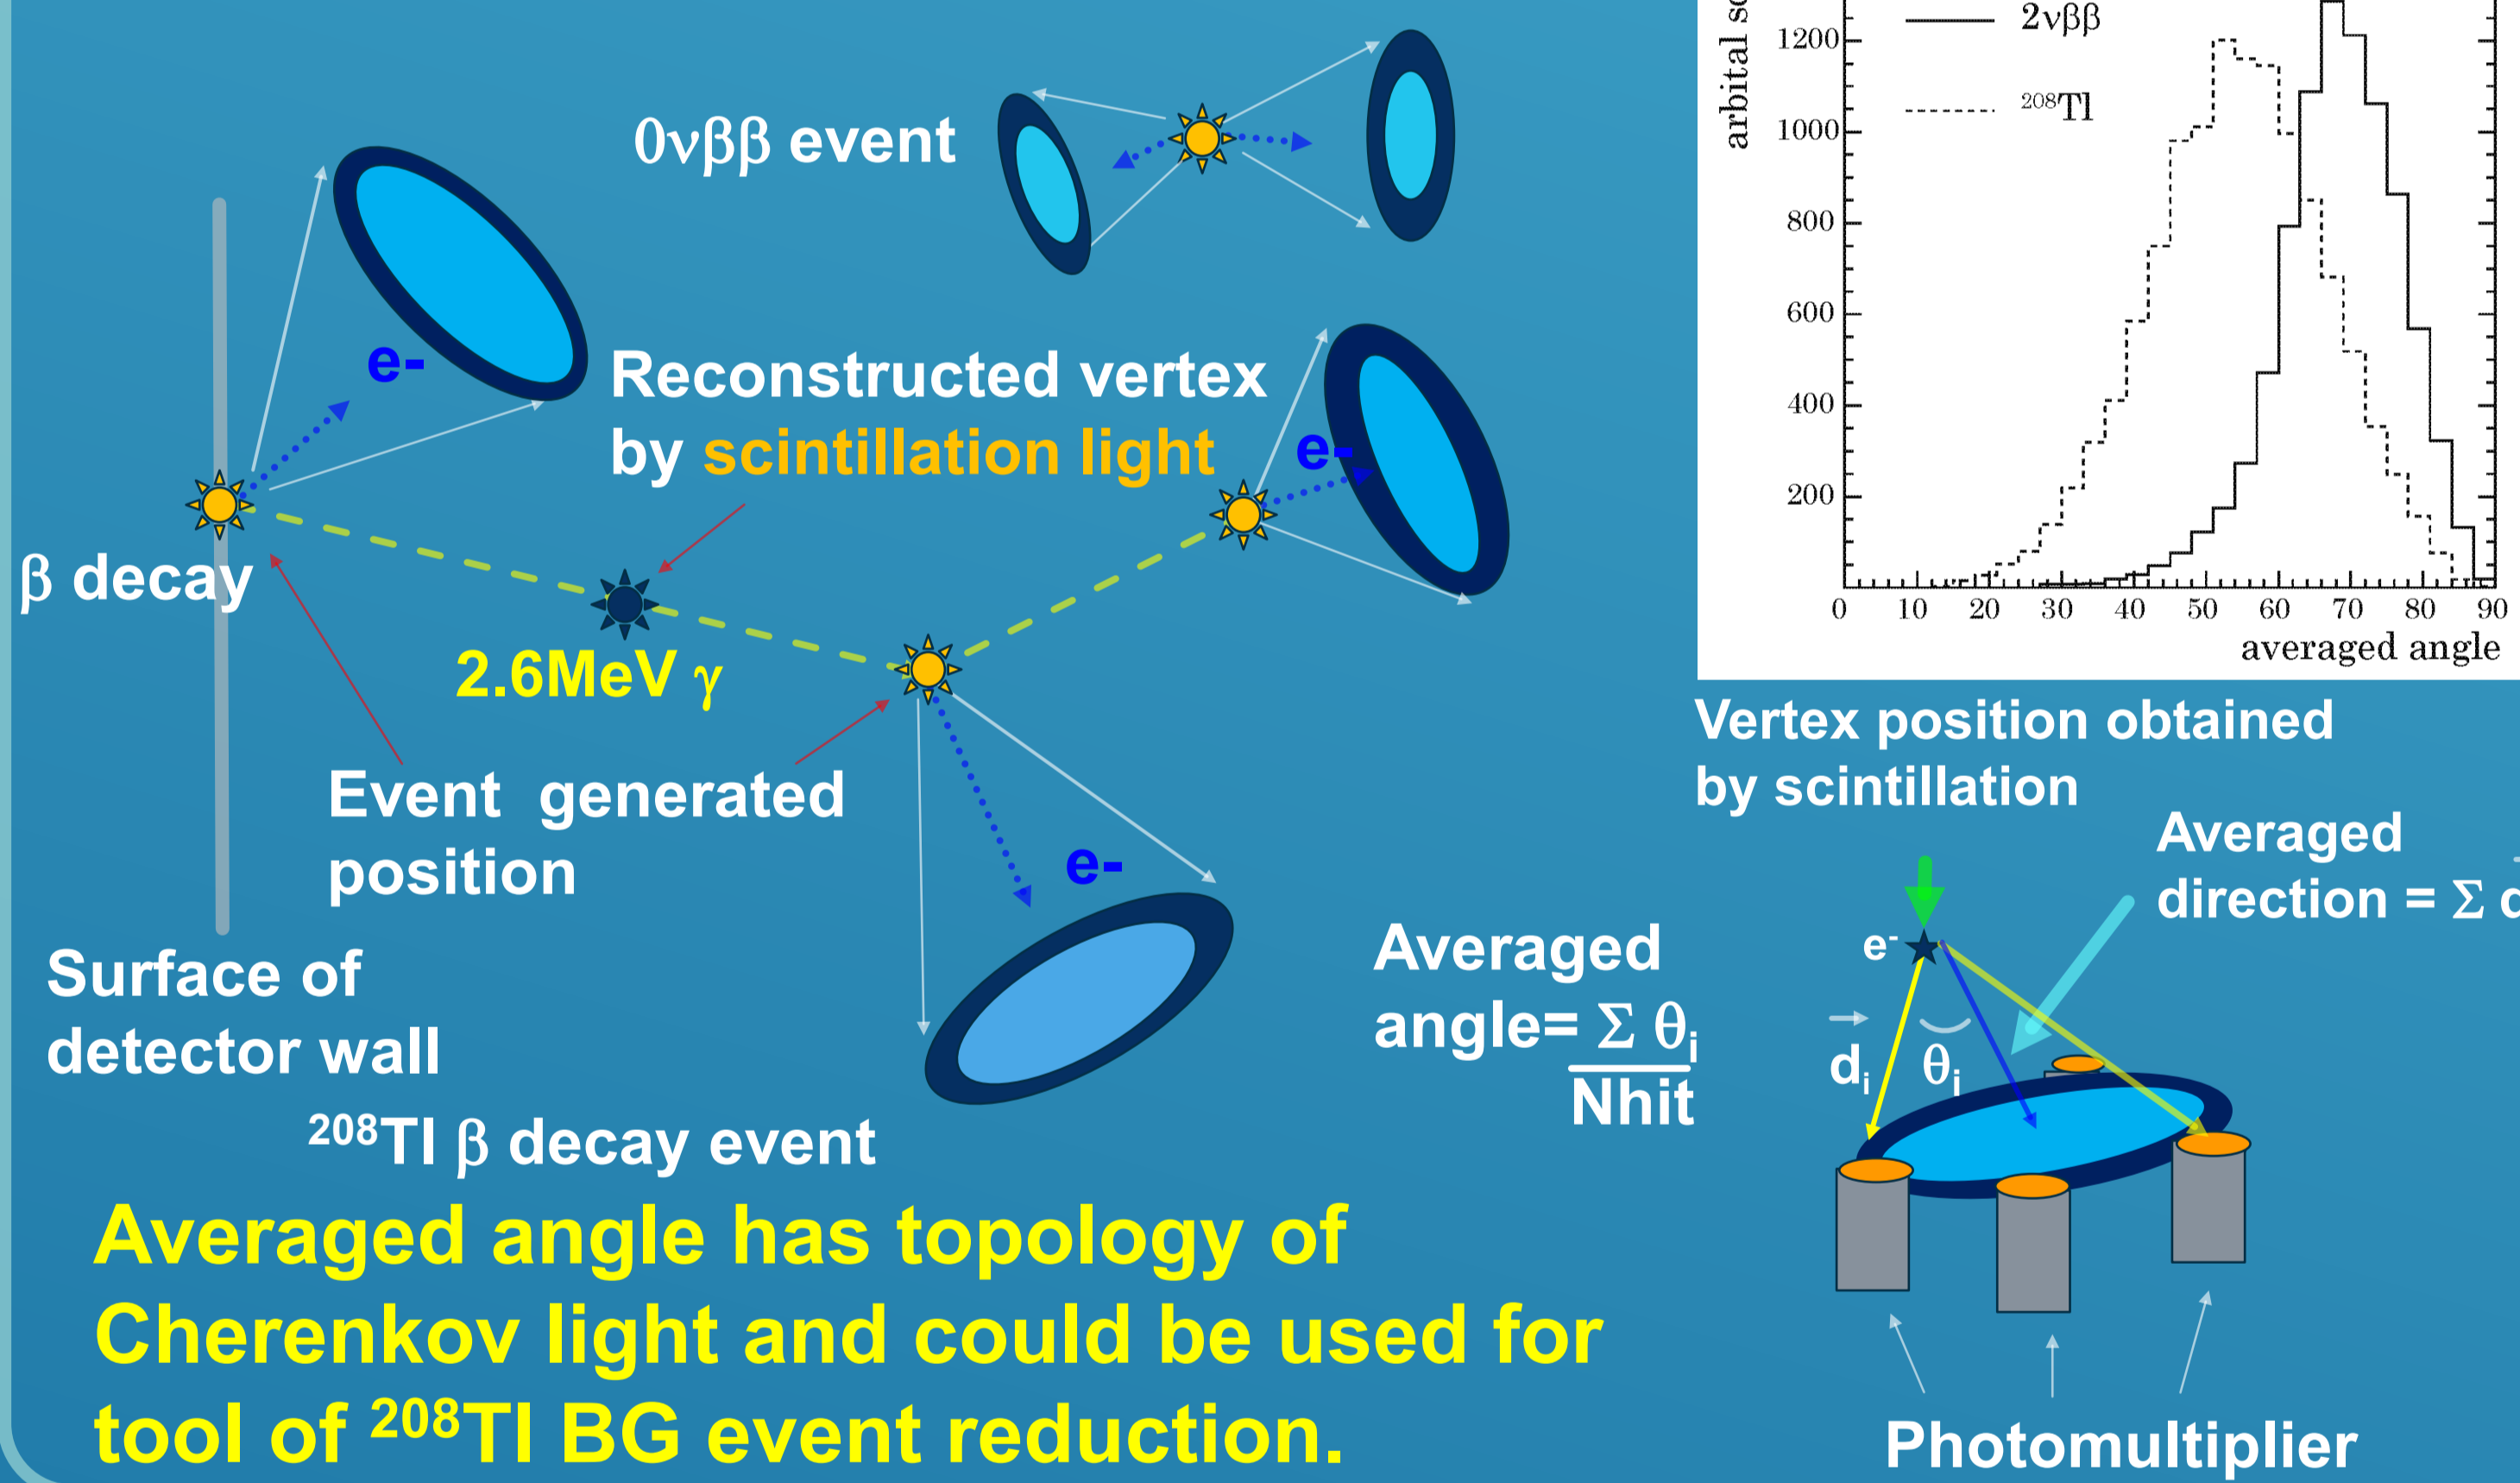 0νββ event
e-
Reconstructed vertex
by scintillation light
e-
β decay
2.6MeV γ
Event generated
position
e-
Surface of
detector wall
²⁰⁸Tl β decay event
Averaged angle has topology of
Cherenkov light and could be used for
tool of ²⁰⁸Tl BG event reduction.
2νββ
²⁰⁸Tl
1200
1000
800
600
400
200
0 10 20 30 40 50 60 70 80 90
averaged angle
arbital
Vertex position obtained
by scintillation
Averaged
direction = Σ
e⁻
Averaged
angle= Σ θi
Nhit
di θi
Photomultiplier